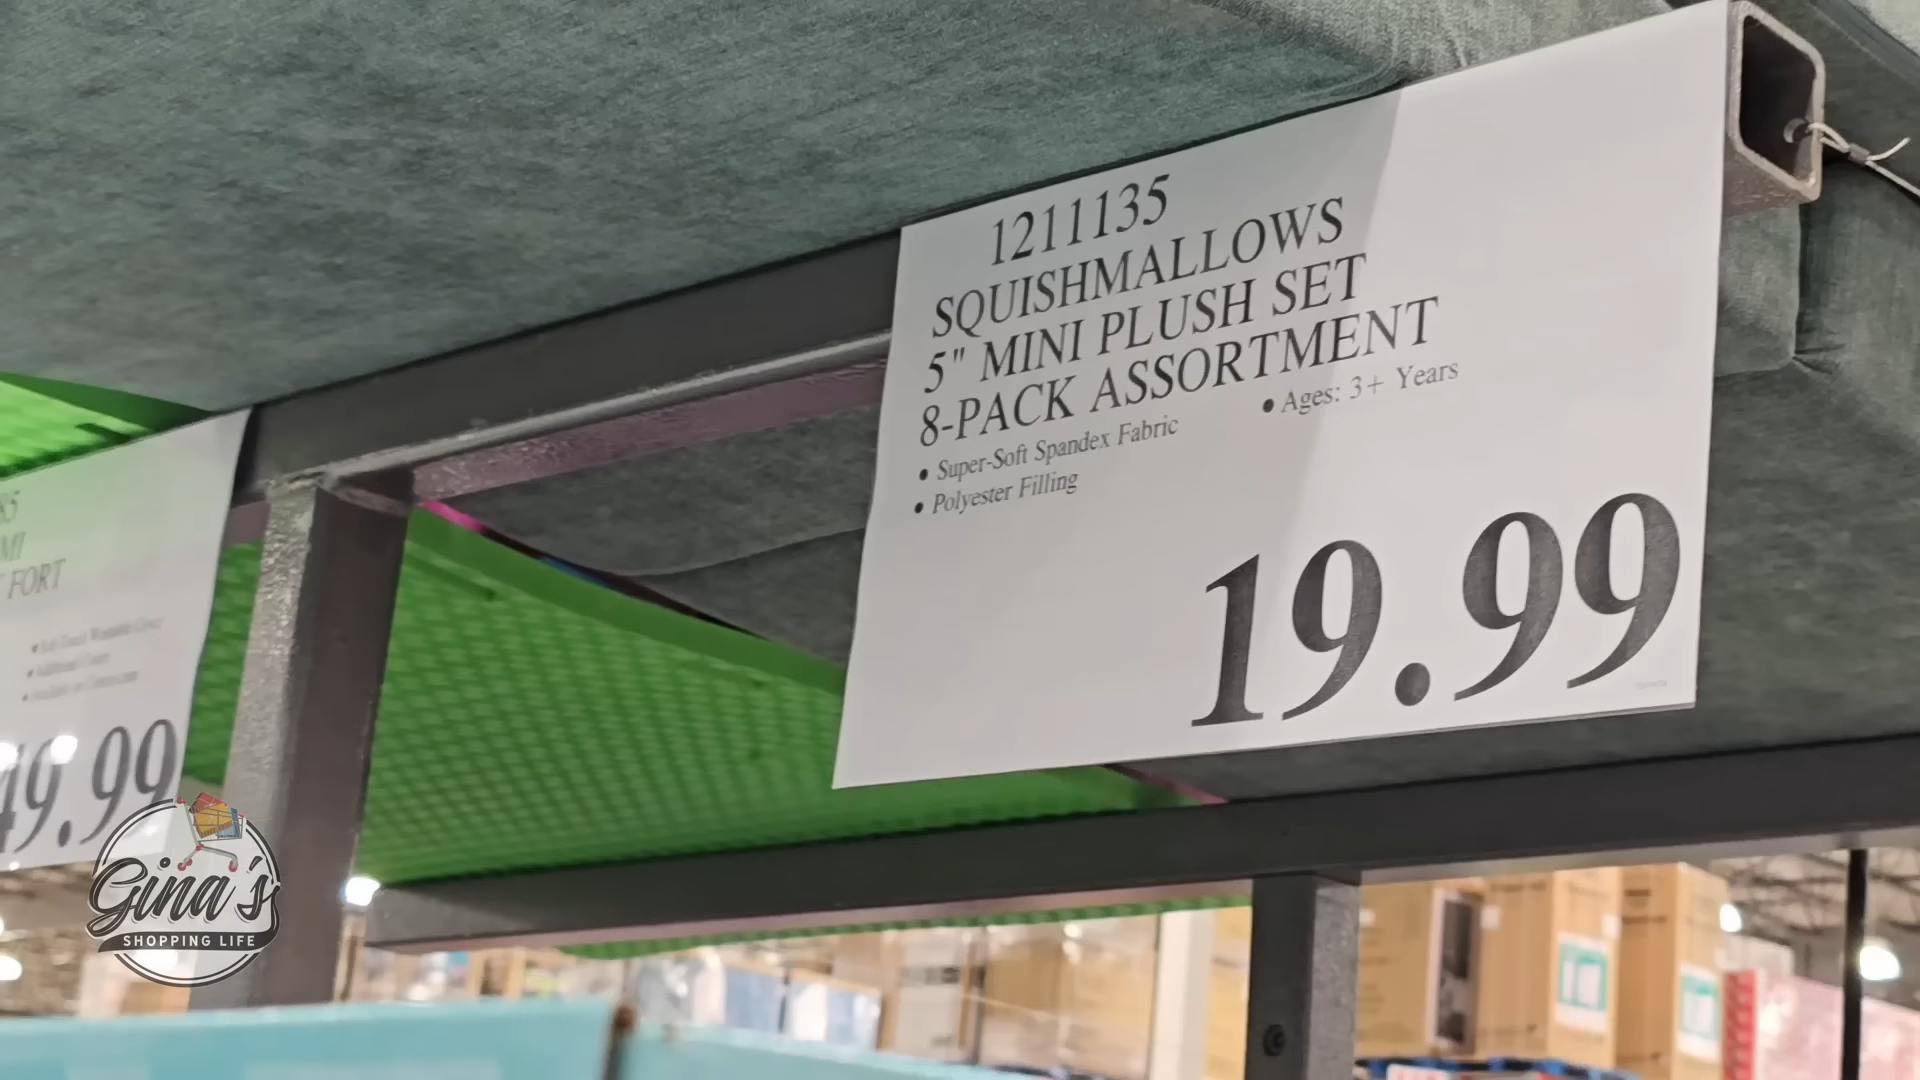 1211135
SQUISHMALLOWS
5" MINI PLUSH SET
8-PACK ASSORTMENT
• Super-Soft Spandex Fabric • Ages: 3+ Years
• Polyester Filling
19.99
FORT
49.99
Gina's
SHOPPING LIFE